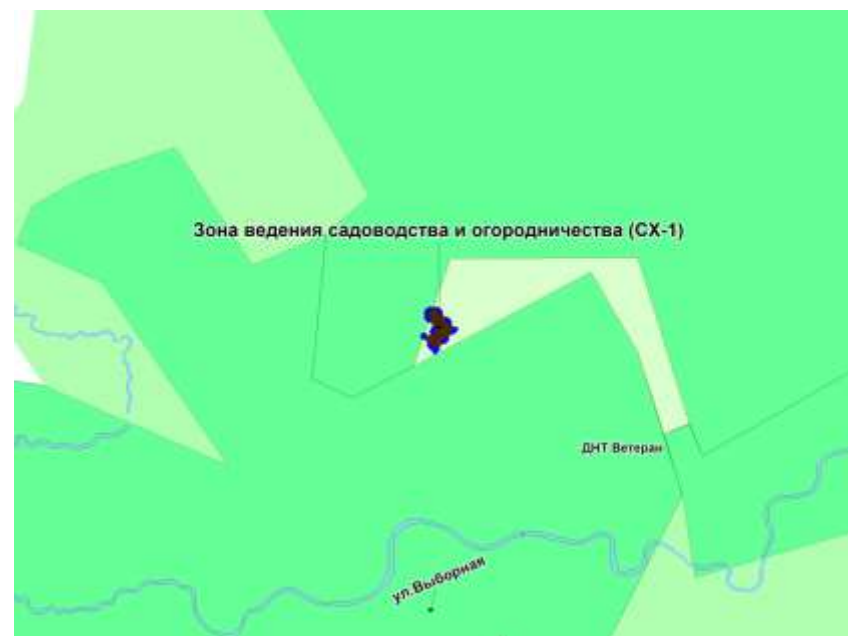 Зона ведения садоводства и огородничества (СХ-1)
ДНТ Ветеран
ул.Выборная